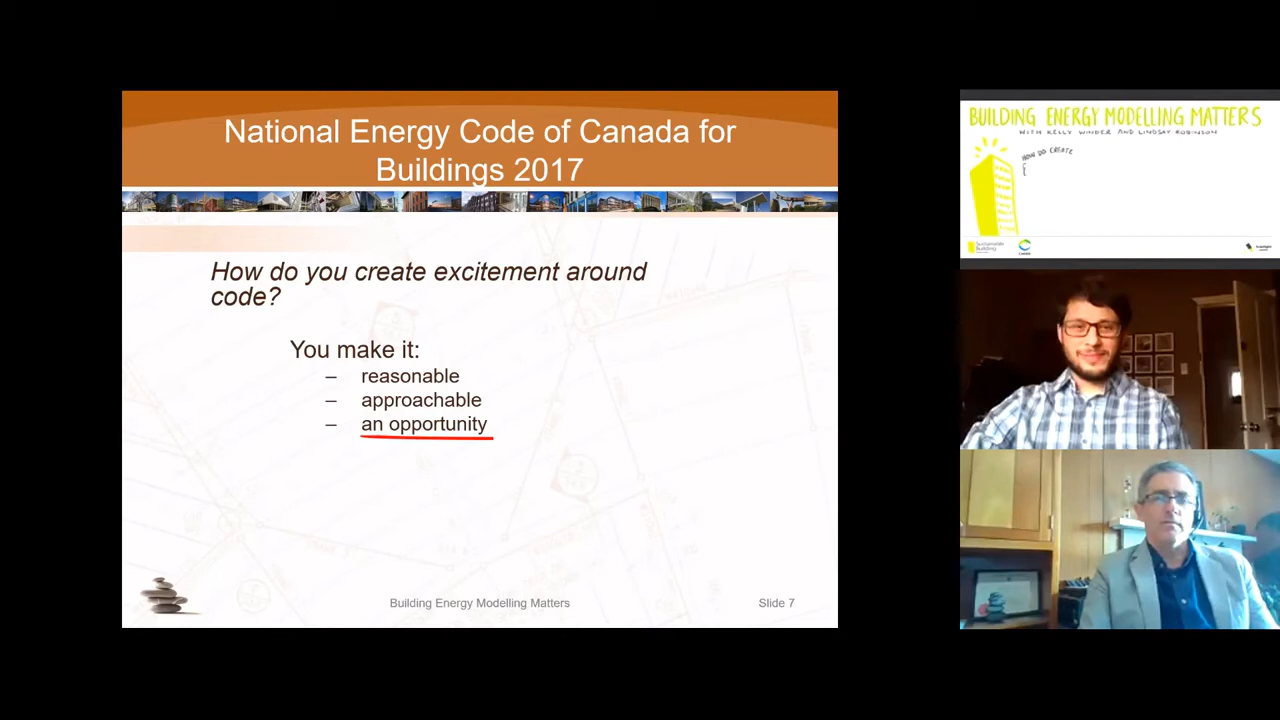 National Energy Code of Canada for
Buildings 2017
How do you create excitement around
code?
You make it:
– reasonable
– approachable
– an opportunity
Building Energy Modelling Matters
Slide 7
BUILDING ENERGY MODELLING MATTERS
WITH KELLY WINDER AND LINDSAY ROBINSON
HOW DO CREATE
E
Sustainable
Building